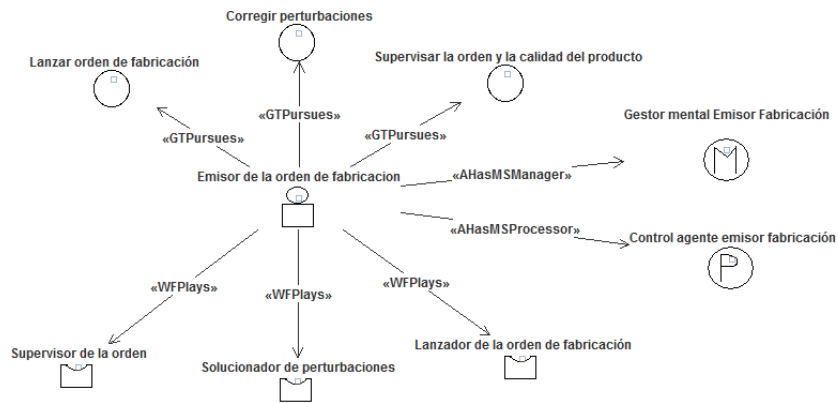 Corregir perturbaciones
Lanzar orden de fabricación
Supervisar la orden y la calidad del producto
«GTPursues»
«GTPursues»
«GTPursues»
Gestor mental Emisor Fabricación
M
Emisor de la orden de fabricacion
«AHasMSManager»
«AHasMSProcessor»
Control agente emisor fabricación
P
«WFPlays»
«WFPlays»
«WFPlays»
Supervisor de la orden
Solucionador de perturbaciones
Lanzador de la orden de fabricación